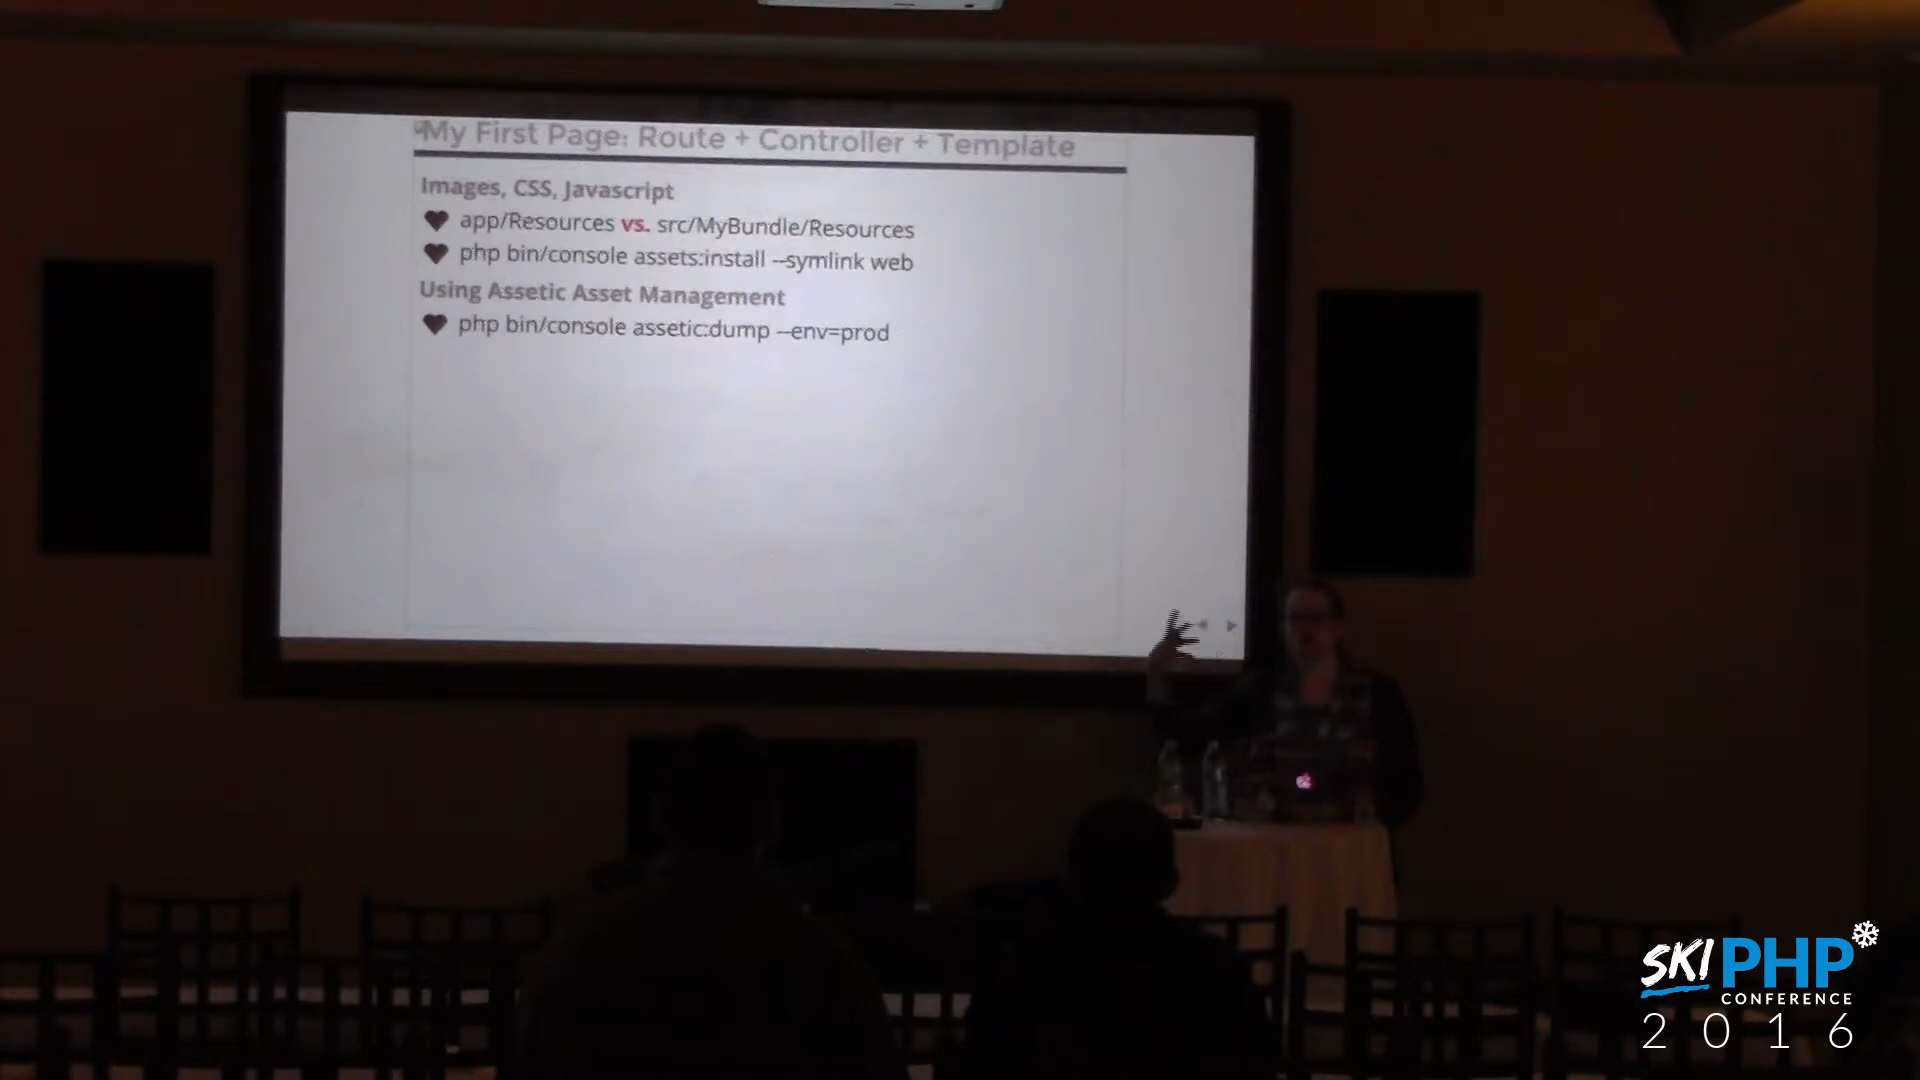 My First Page: Route + Controller + Template
Images, CSS, Javascript
app/Resources vs. src/MyBundle/Resources
php bin/console assets:install --symlink web
Using Assetic Asset Management
php bin/console assetic:dump --env=prod
SKI PHP
CONFERENCE
2016